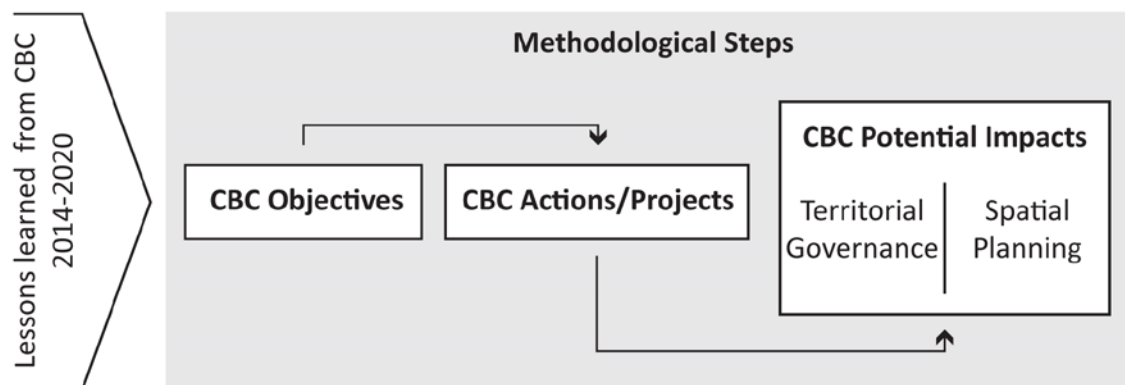 Lessons learned from CBC
2014-2020
Methodological Steps
CBC Objectives
CBC Actions/Projects
CBC Potential Impacts
Territorial
Governance
Spatial
Planning